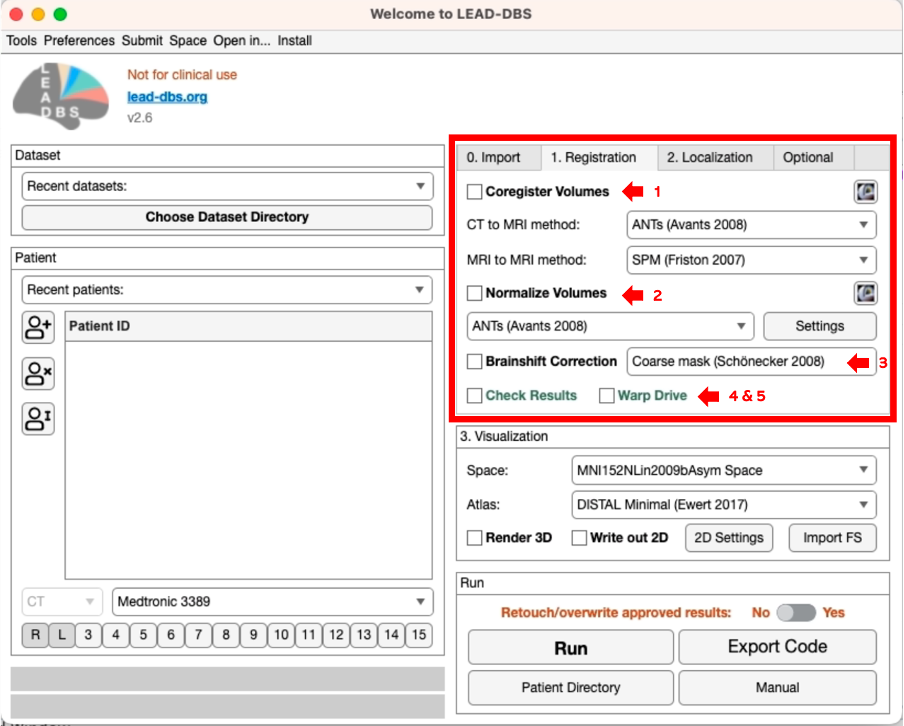 Welcome to LEAD-DBS
Tools Preferences Submit Space Open in... Install
LEAD
DBS
Not for clinical use
lead-dbs.org
v2.6
Dataset
Recent datasets:
Choose Dataset Directory
Patient
Recent patients:
Patient ID
CT
Medtronic 3389
R L 3 4 5 6 7 8 9 10 11 12 13 14 15
0. Import 1. Registration 2. Localization Optional
Coregister Volumes 1
CT to MRI method: ANTs (Avants 2008)
MRI to MRI method: SPM (Friston 2007)
Normalize Volumes 2
ANTs (Avants 2008) Settings
Brainshift Correction Coarse mask (Schönecker 2008) 3
Check Results Warp Drive 4 & 5
3. Visualization
Space: MNI152NLin2009bAsym Space
Atlas: DISTAL Minimal (Ewert 2017)
Render 3D Write out 2D 2D Settings Import FS
Run
Retouch/overwrite approved results: No Yes
Run Export Code
Patient Directory Manual